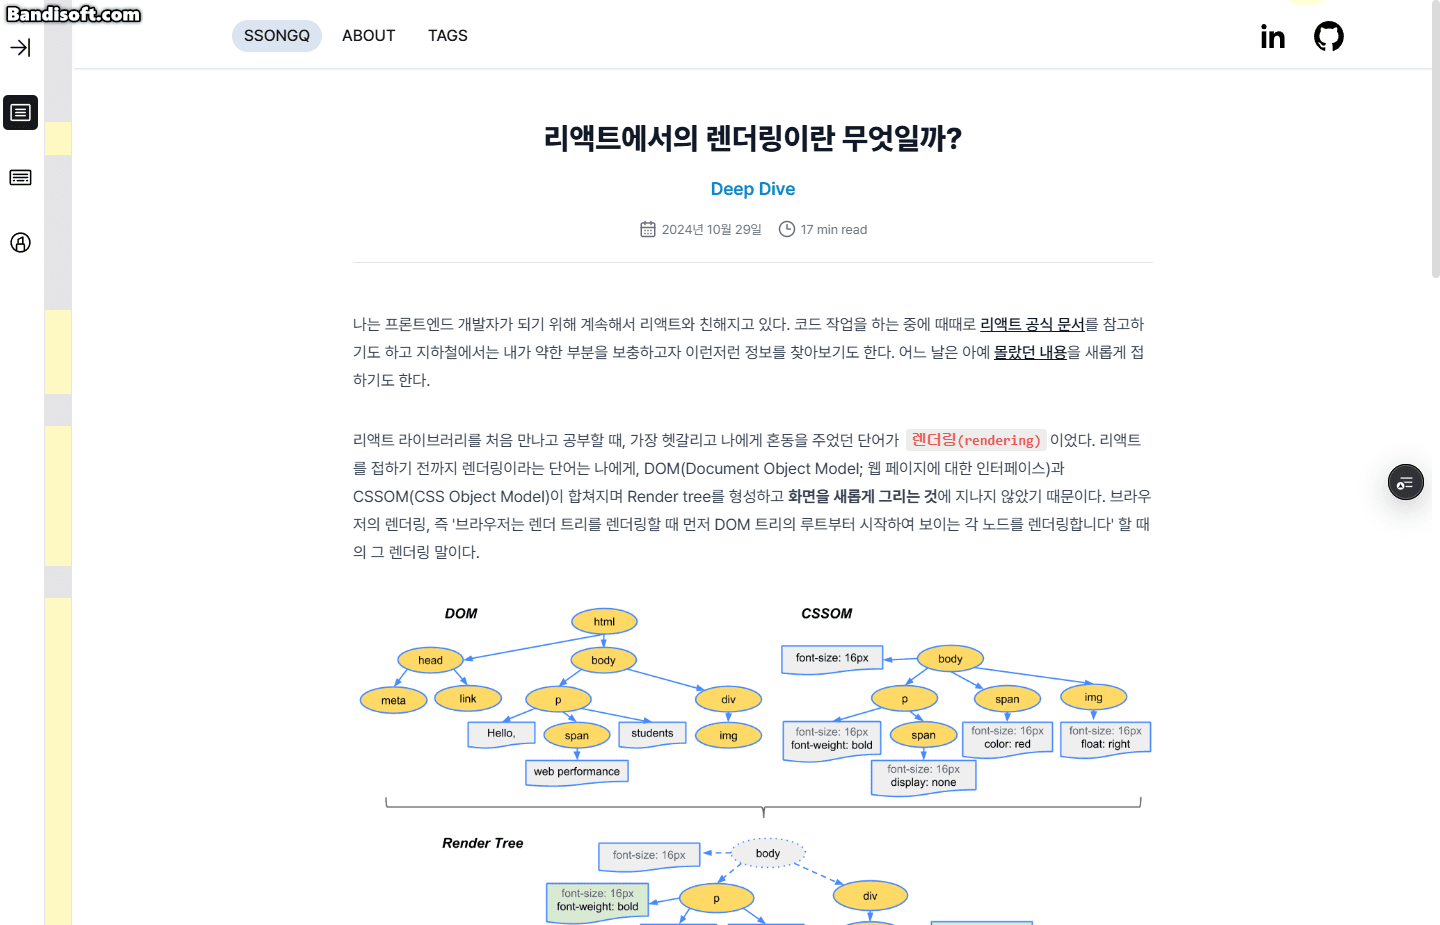 Bandisoft.com
SSONGQ ABOUT TAGS
in
리액트에서의 렌더링이란 무엇일까?
Deep Dive
2024년 10월 29일 17 min read
나는 프론트엔드 개발자가 되기 위해 계속해서 리액트와 친해지고 있다. 코드 작업을 하는 중에 때때로 리액트 공식 문서를 참고하
기도 하고 지하철에서는 내가 약한 부분을 보충하고자 이런저런 정보를 찾아보기도 한다. 어느 날은 아예 몰랐던 내용을 새롭게 접
하기도 한다.
리액트 라이브러리를 처음 만나고 공부할 때, 가장 헷갈리고 나에게 혼동을 주었던 단어가 렌더링(rendering) 이었다. 리액트
를 접하기 전까지 렌더링이라는 단어는 나에게, DOM(Document Object Model; 웹 페이지에 대한 인터페이스)과
CSSOM(CSS Object Model)이 합쳐지며 Render tree를 형성하고 화면을 새롭게 그리는 것에 지나지 않았기 때문이다. 브라우
저의 렌더링, 즉 '브라우저는 렌더 트리를 렌더링할 때 먼저 DOM 트리의 루트부터 시작하여 보이는 각 노드를 렌더링합니다' 할 때
의 그 렌더링 말이다.
DOM
html
head
body
meta
link
p
div
Hello,
span
students
img
web performance
CSSOM
font-size: 16px
body
p
span
img
font-size: 16px
font-weight: bold
span
font-size: 16px
color: red
font-size: 16px
float: right
font-size: 16px
display: none
Render Tree
font-size: 16px
body
font-size: 16px
font-weight: bold
p
div